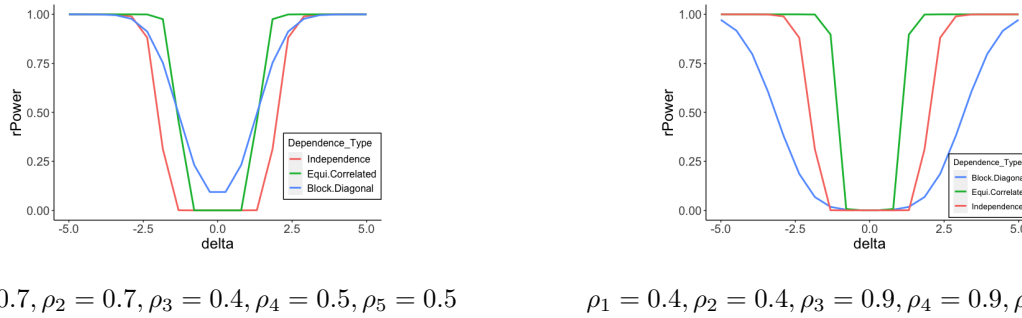 1.00
0.75
0.50
0.25
0.00
rPower
-5.0 -2.5 0.0 2.5 5.0
delta
Dependence_Type
Independence
Equi.Correlated
Block.Diagonal
1.00
0.75
0.50
0.25
0.00
rPower
-5.0 -2.5 0.0 2.5 5.0
delta
Dependence_Type
Block.Diagona
Equi.Correlate
Independence
0.7, ρ₂ = 0.7, ρ₃ = 0.4, ρ₄ = 0.5, ρ₅ = 0.5
ρ₁ = 0.4, ρ₂ = 0.4, ρ₃ = 0.9, ρ₄ = 0.9, ρ